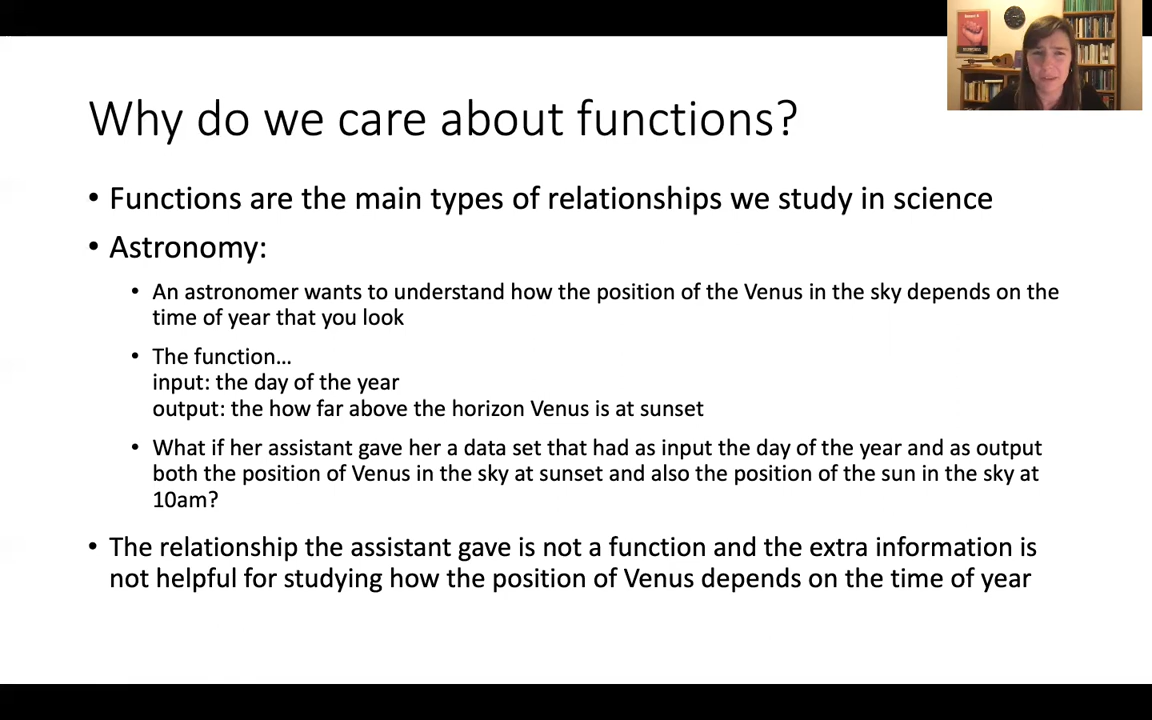 Why do we care about functions?
• Functions are the main types of relationships we study in science
• Astronomy:
• An astronomer wants to understand how the position of the Venus in the sky depends on the
time of year that you look
• The function...
input: the day of the year
output: the how far above the horizon Venus is at sunset
• What if her assistant gave her a data set that had as input the day of the year and as output
both the position of Venus in the sky at sunset and also the position of the sun in the sky at
10am?
• The relationship the assistant gave is not a function and the extra information is
not helpful for studying how the position of Venus depends on the time of year